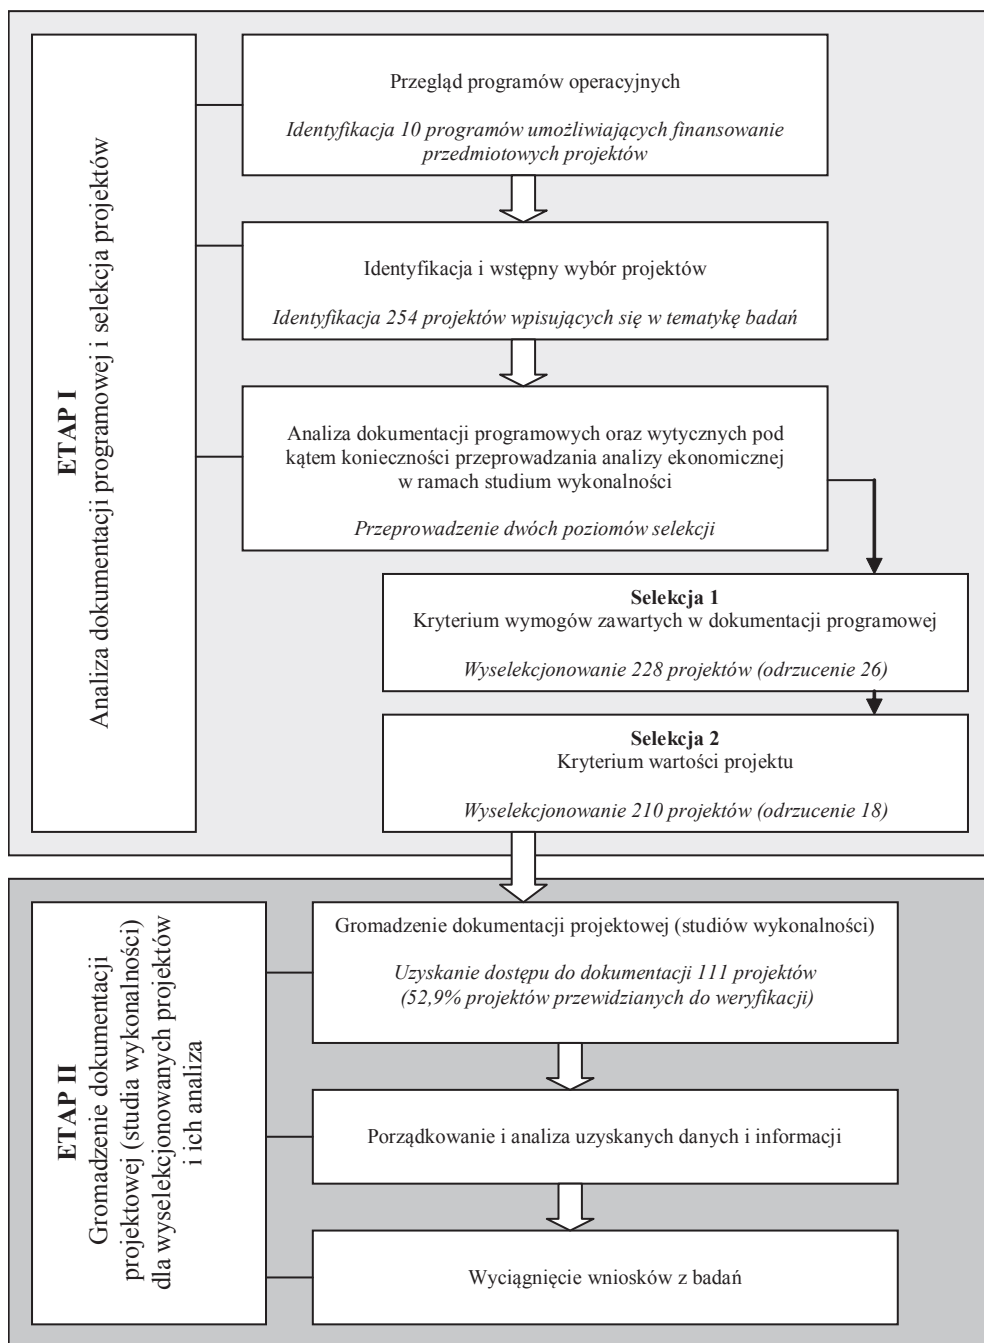 ETAP I
Analiza dokumentacji programowej i selekcja projektów
Przegląd programów operacyjnych
Identyfikacja 10 programów umożliwiających finansowanie
przedmiotowych projektów
Identyfikacja i wstępny wybór projektów
Identyfikacja 254 projektów wpisujących się w tematykę badań
Analiza dokumentacji programowych oraz wytycznych pod
kątem konieczności przeprowadzania analizy ekonomicznej
w ramach studium wykonalności
Przeprowadzenie dwóch poziomów selekcji
Selekcja 1
Kryterium wymogów zawartych w dokumentacji programowej
Wyselekcjonowanie 228 projektów (odrzucenie 26)
Selekcja 2
Kryterium wartości projektu
Wyselekcjonowanie 210 projektów (odrzucenie 18)
ETAP II
Gromadzenie dokumentacji
projektowej (studia wykonalności)
dla wyselekcjonowanych projektów
i ich analiza
Gromadzenie dokumentacji projektowej (studiów wykonalności)
Uzyskanie dostępu do dokumentacji 111 projektów
(52,9% projektów przewidzianych do weryfikacji)
Porządkowanie i analiza uzyskanych danych i informacji
Wyciągnięcie wniosków z badań